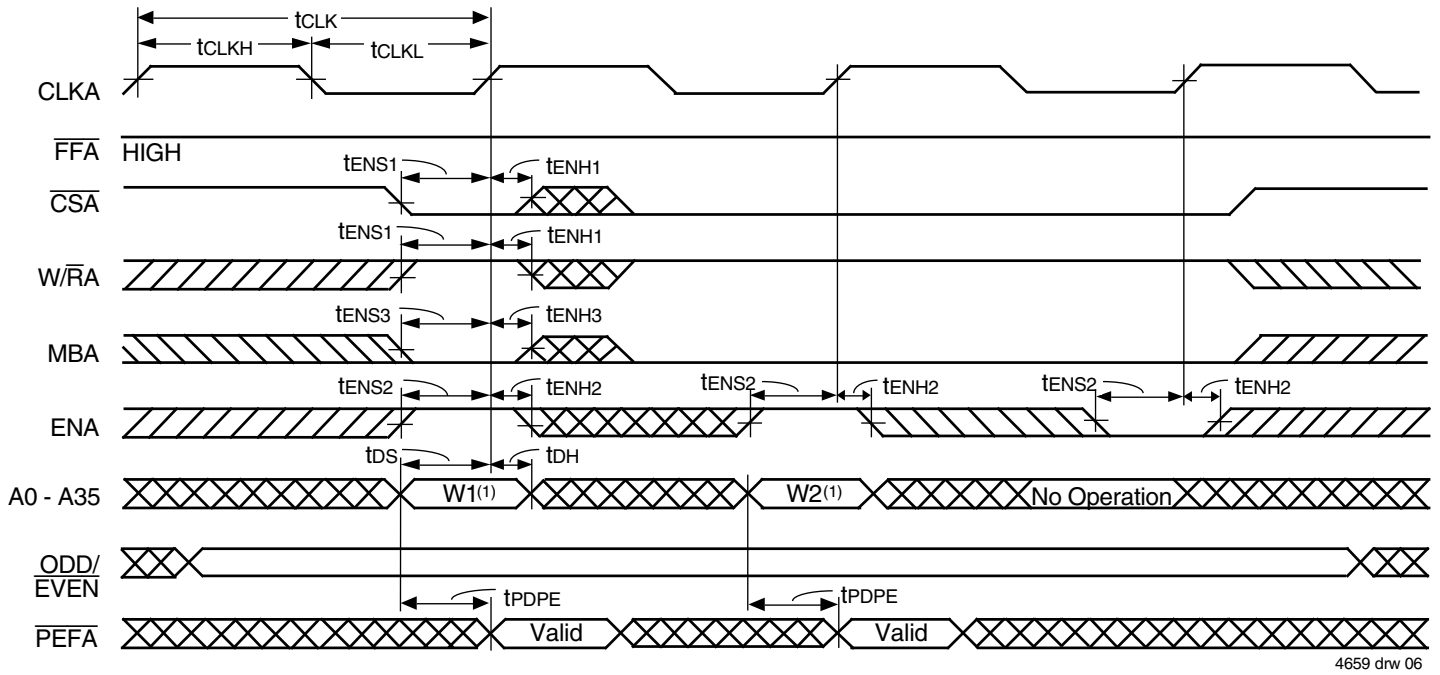 tCLK
tCLKH tCLKL
CLKA
FFA HIGH
tENS1 tENH1
CSA
tENS1 tENH1
W/RA
tENS3 tENH3
MBA
tENS2 tENH2 tENS2 tENH2 tENS2 tENH2
ENA
tDS tDH
A0 - A35 W1(1) W2(1) No Operation
ODD/
EVEN
tPDPE tPDPE
PEFA Valid Valid
4659 drw 06